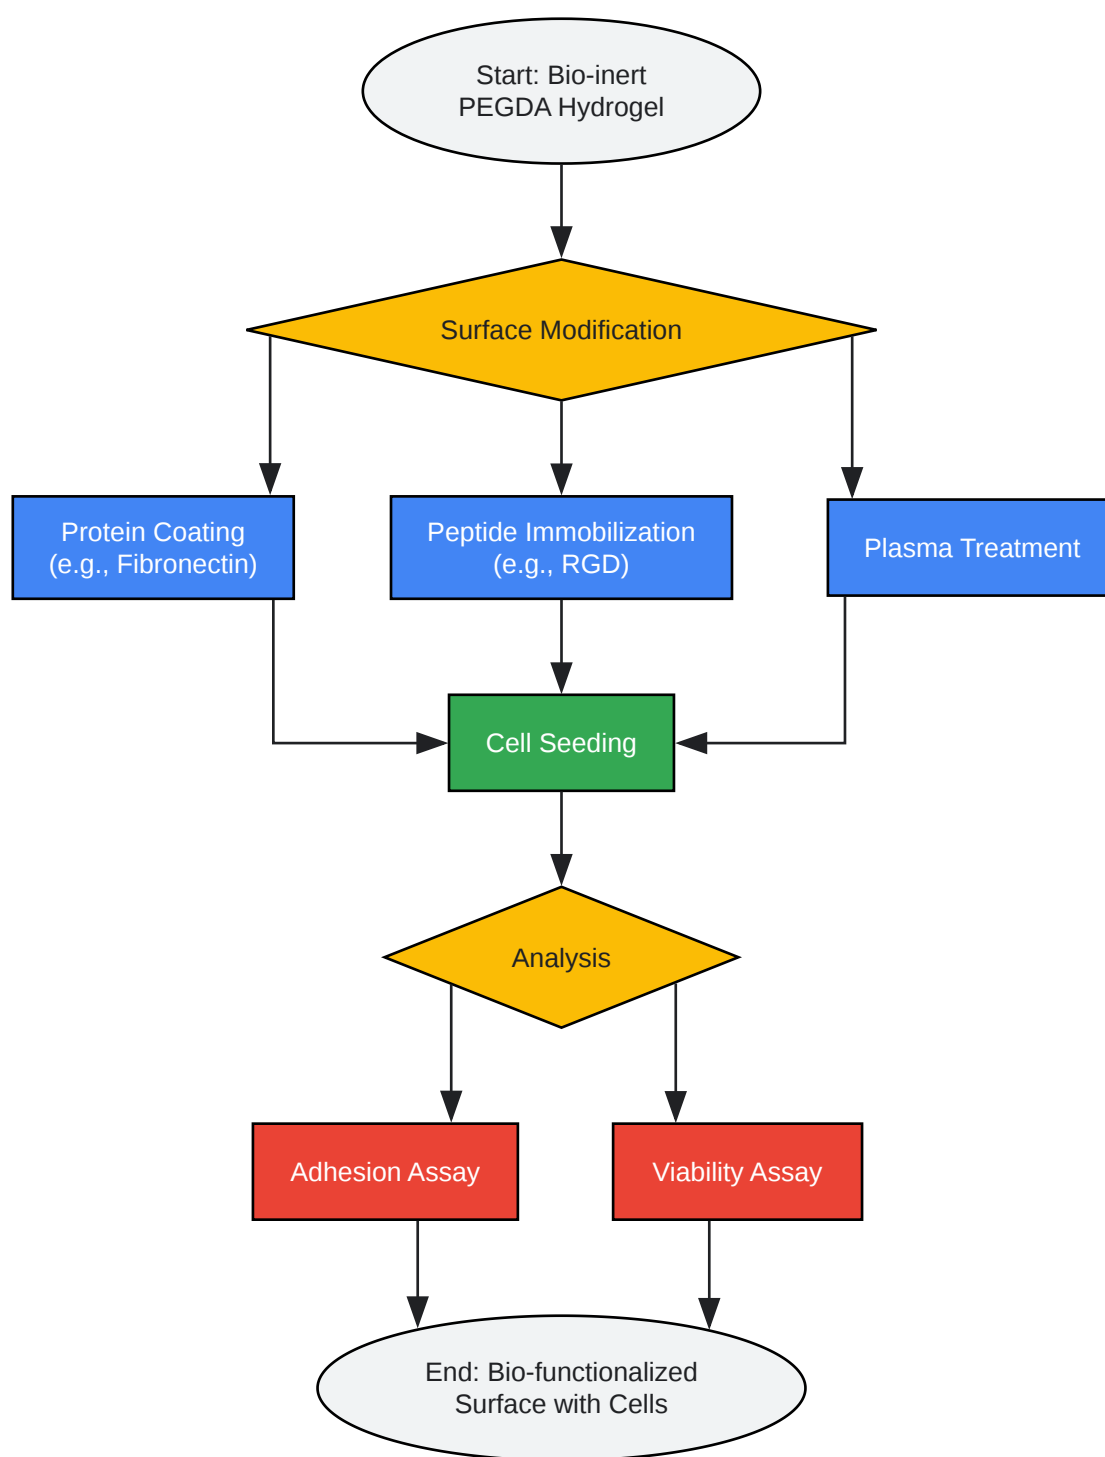 Start: Bio-inert
PEGDA Hydrogel
Surface Modification
Protein Coating
(e.g., Fibronectin)
Peptide Immobilization
(e.g., RGD)
Plasma Treatment
Cell Seeding
Analysis
Adhesion Assay
Viability Assay
End: Bio-functionalized
Surface with Cells